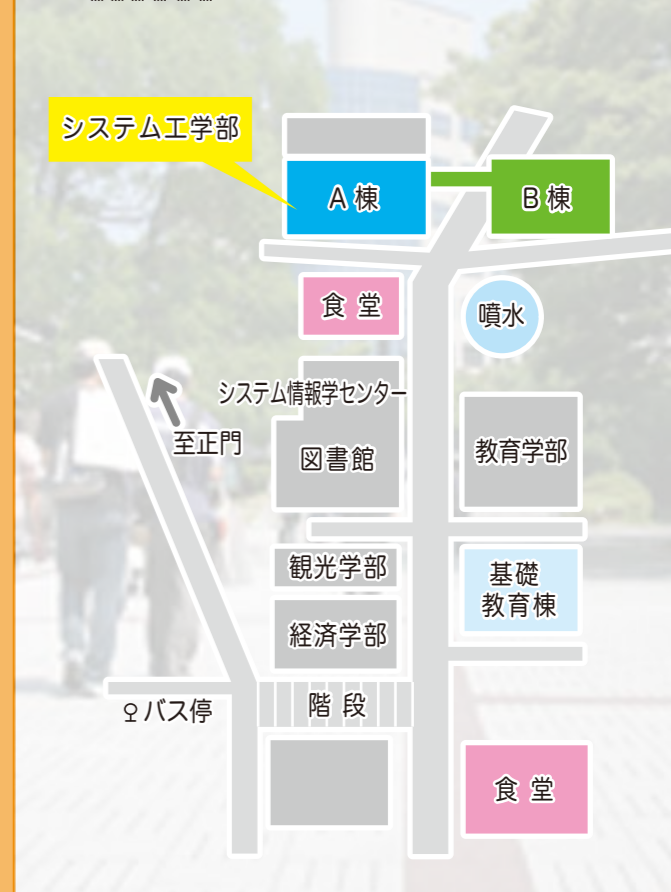 システム工学部
A棟
B棟
食堂
噴水
システム情報学センター
至正門
図書館
教育学部
観光学部
基礎
教育棟
経済学部
バス停
階段
食堂